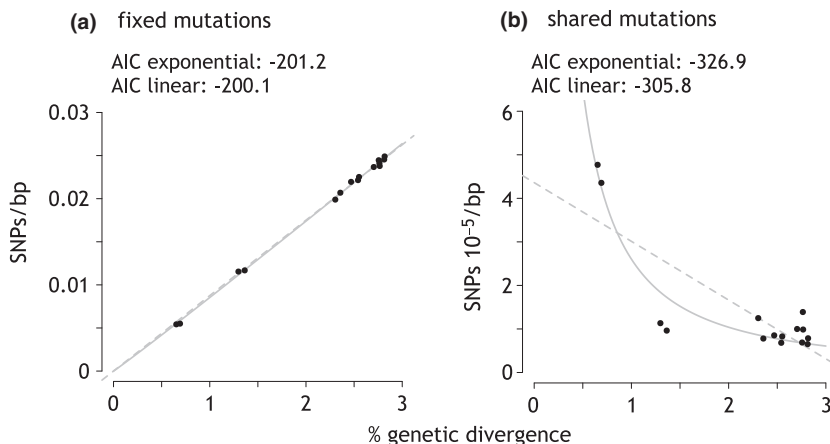 (a) fixed mutations
AIC exponential: -201.2
AIC linear: -200.1
0.03
0.02
0.01
0
SNPs/bp
0 1 2 3
(b) shared mutations
AIC exponential: -326.9
AIC linear: -305.8
6
4
2
0
SNPs 10⁻⁵/bp
0 1 2 3
% genetic divergence